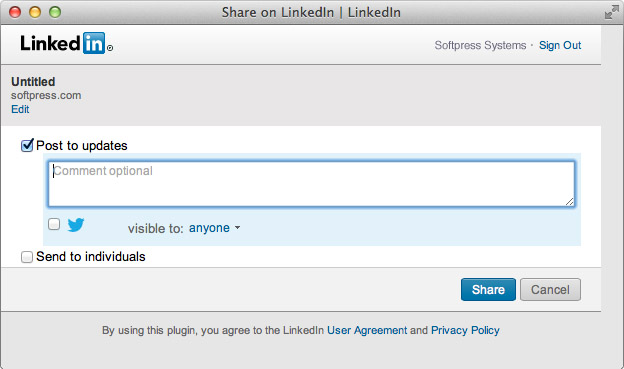 Share on LinkedIn | LinkedIn
Linked in ®
Softpress Systems · Sign Out
Untitled
softpress.com
Edit
Post to updates
Comment optional
visible to: anyone
Send to individuals
Share Cancel
By using this plugin, you agree to the LinkedIn User Agreement and Privacy Policy